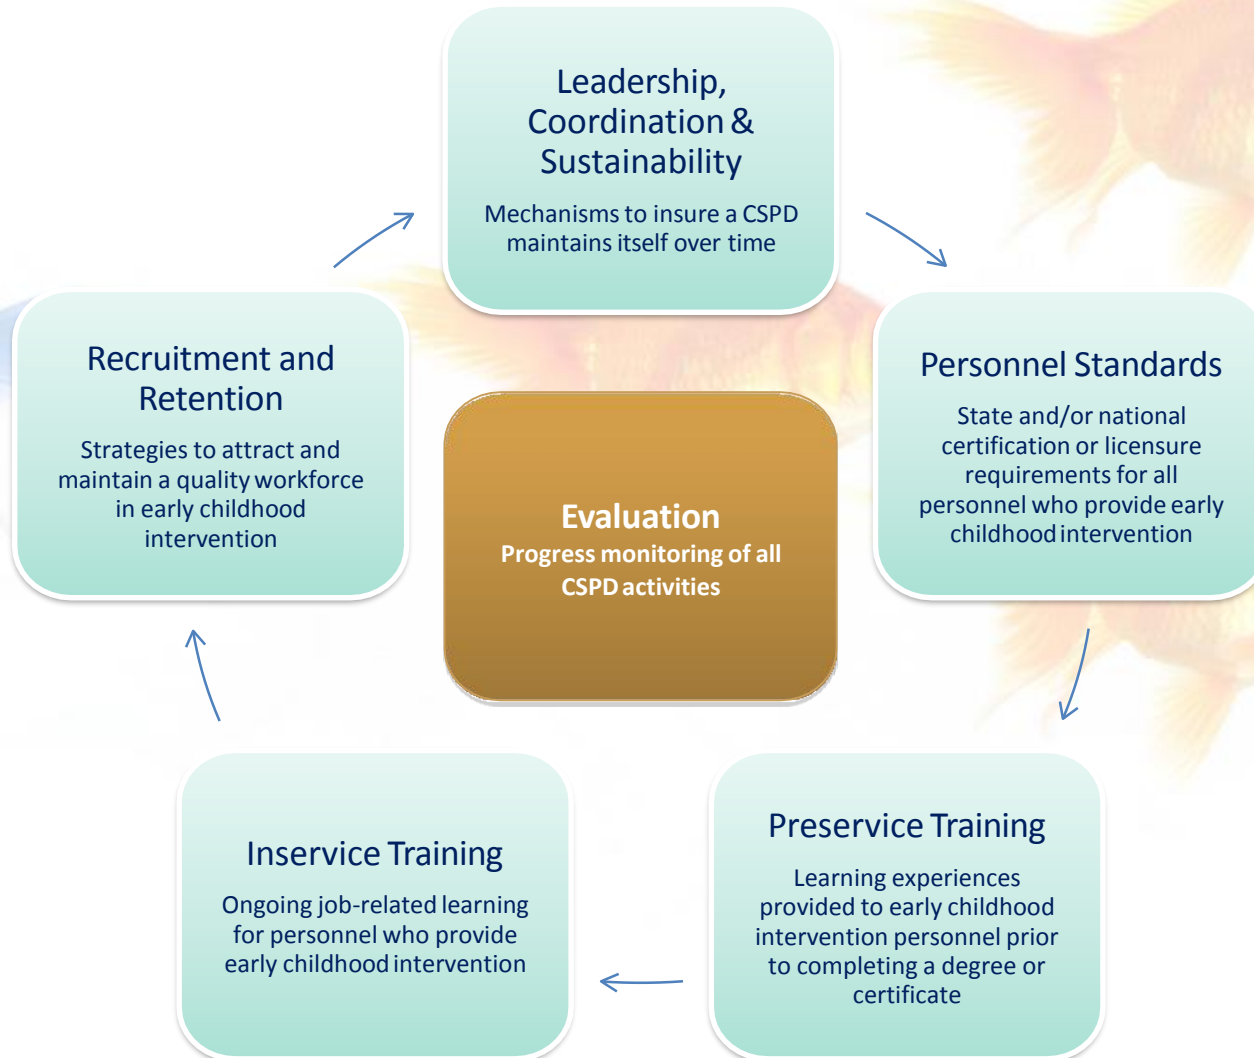 Leadership,
Coordination &
Sustainability
Mechanisms to insure a CSPD
maintains itself over time
Personnel Standards
State and/or national
certification or licensure
requirements for all
personnel who provide early
childhood intervention
Preservice Training
Learning experiences
provided to early childhood
intervention personnel prior
to completing a degree or
certificate
Inservice Training
Ongoing job-related learning
for personnel who provide
early childhood intervention
Recruitment and
Retention
Strategies to attract and
maintain a quality workforce
in early childhood
intervention
Evaluation
Progress monitoring of all
CSPD activities